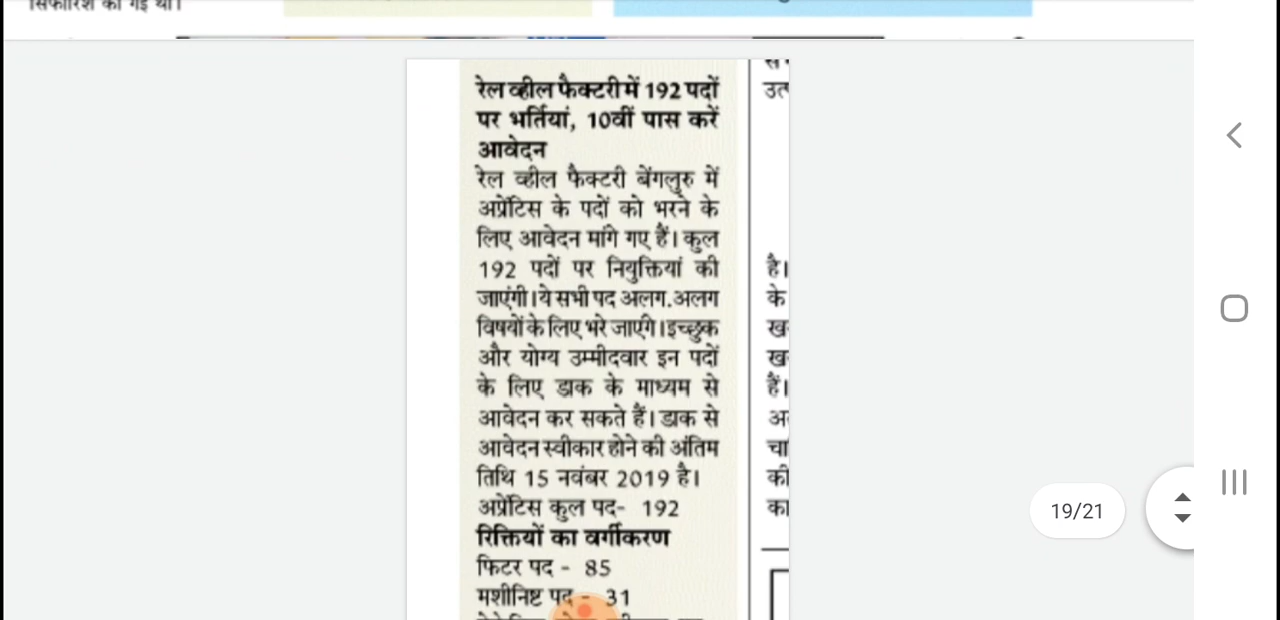 सिफारिश की गई थी।
रेल व्हील फैक्टरी में 192 पदों
पर भर्तियां, 10वीं पास करें
आवेदन
रेल व्हील फैक्टरी बेंगलुरु में
अप्रेंटिस के पदों को भरने के
लिए आवेदन मांगे गए हैं। कुल
192 पदों पर नियुक्तियां की
जाएंगी। ये सभी पद अलग.अलग
विषयों के लिए भरे जाएंगे। इच्छुक
और योग्य उम्मीदवार इन पदों
के लिए डाक के माध्यम से
आवेदन कर सकते हैं। डाक से
आवेदन स्वीकार होने की अंतिम
तिथि 15 नवंबर 2019 है।
अप्रेंटिस कुल पद- 192
रिक्तियों का वर्गीकरण
फिटर पद - 85
मशीनिष्ट पद - 31
है।
के
ख
ख
हैं।
अ
चा
की
का
19/21